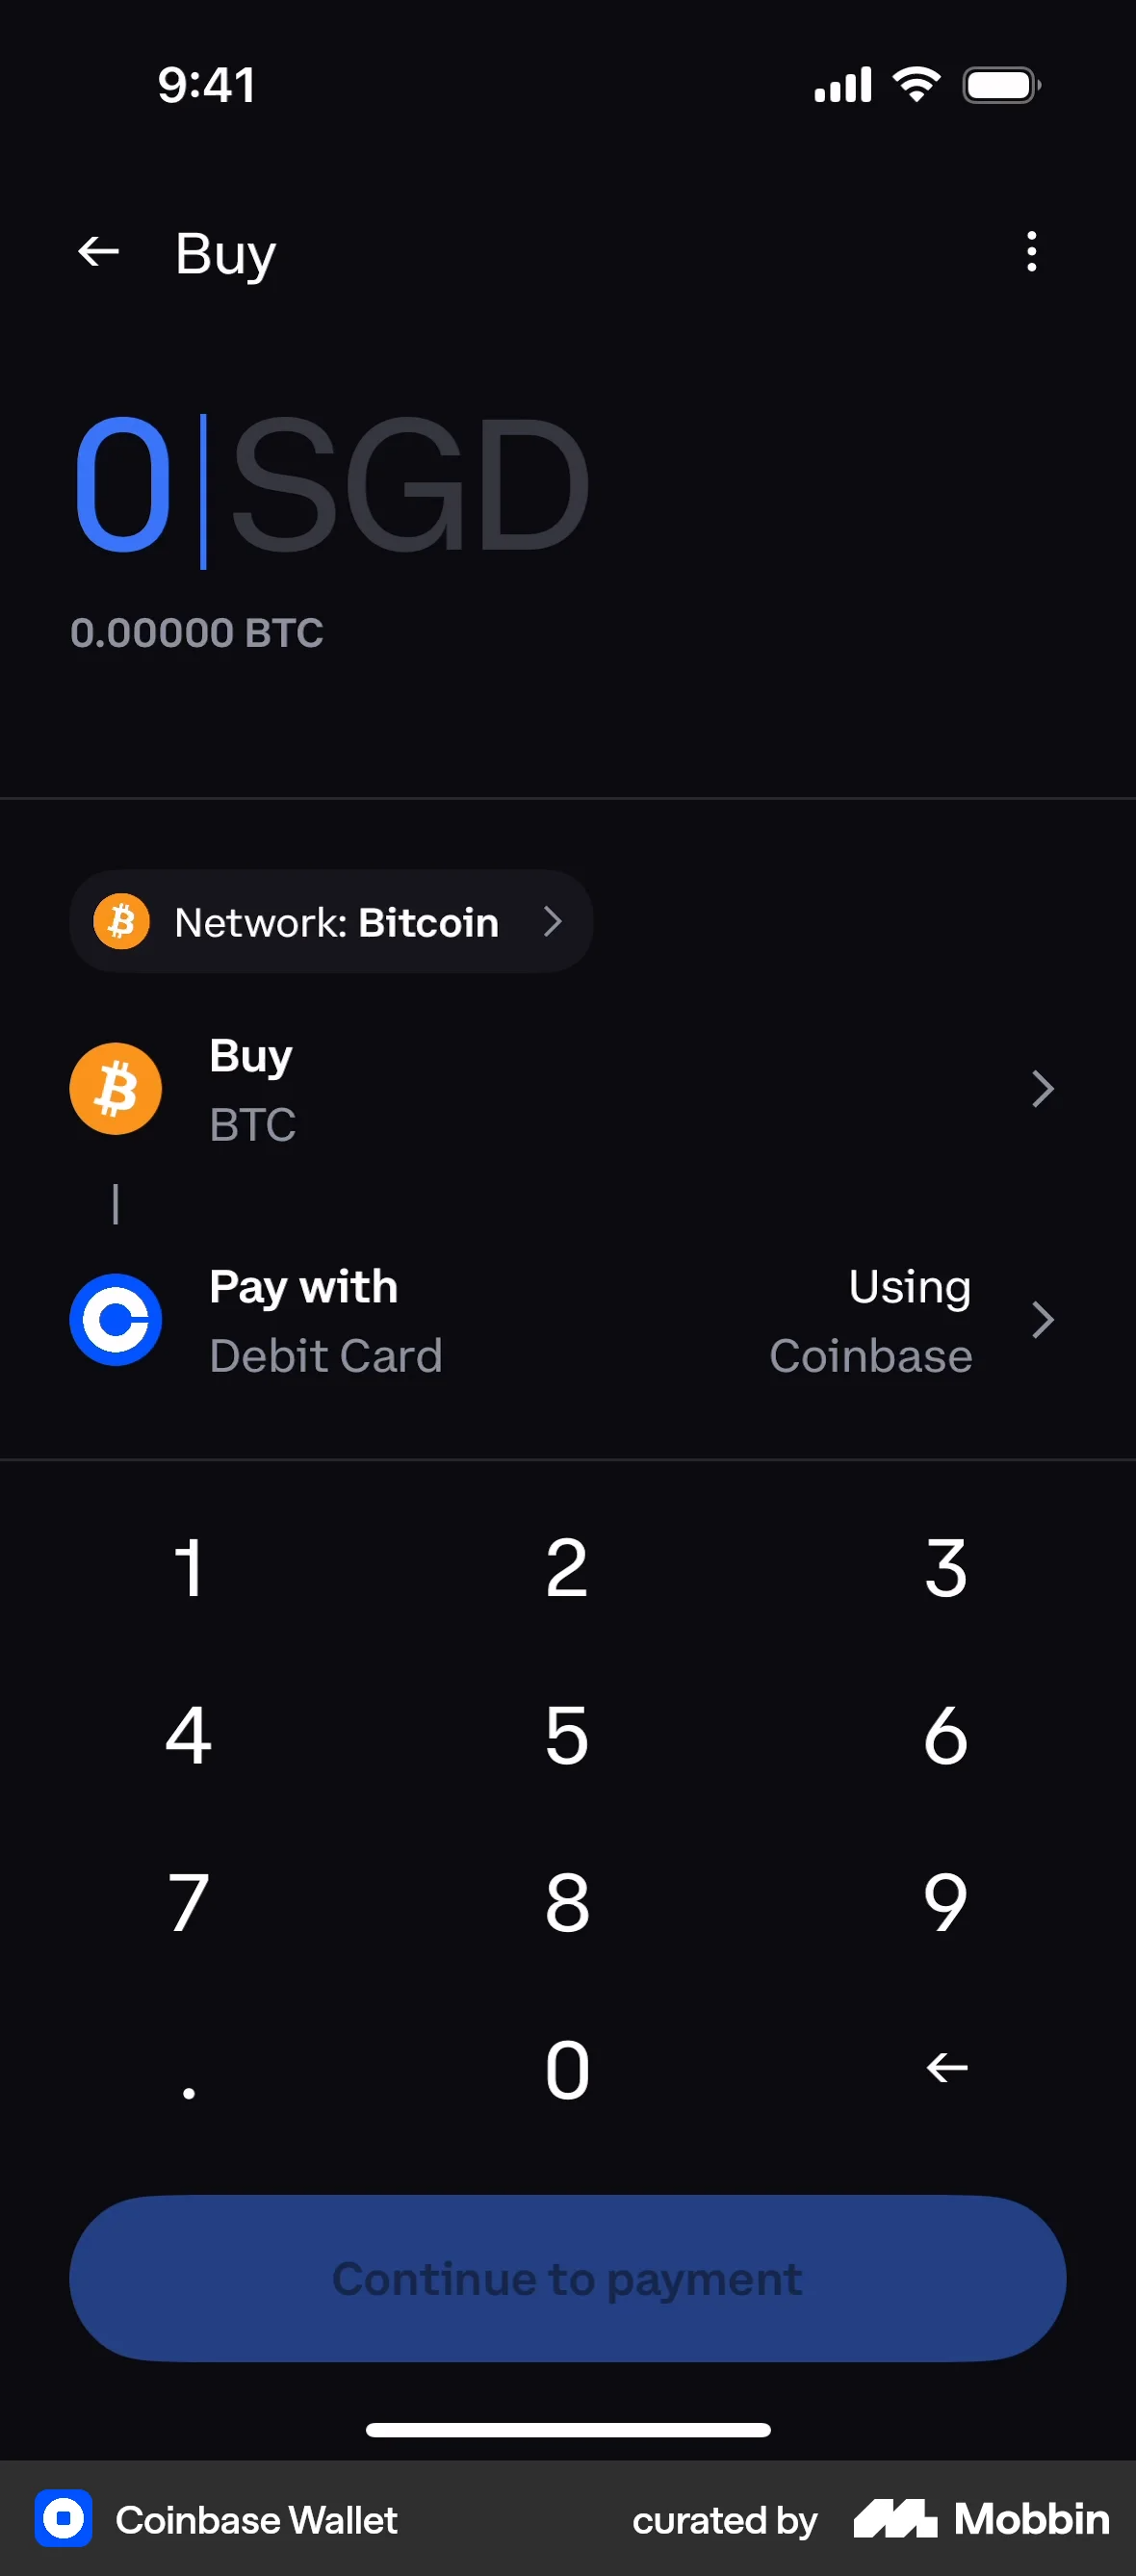 9:41
Buy
0 SGD
0.00000 BTC
Network: Bitcoin
Buy
BTC
Pay with
Using
Debit Card
Coinbase
1 2 3
4 5 6
7 8 9
. 0
Continue to payment
Coinbase Wallet
curated by Mobbin